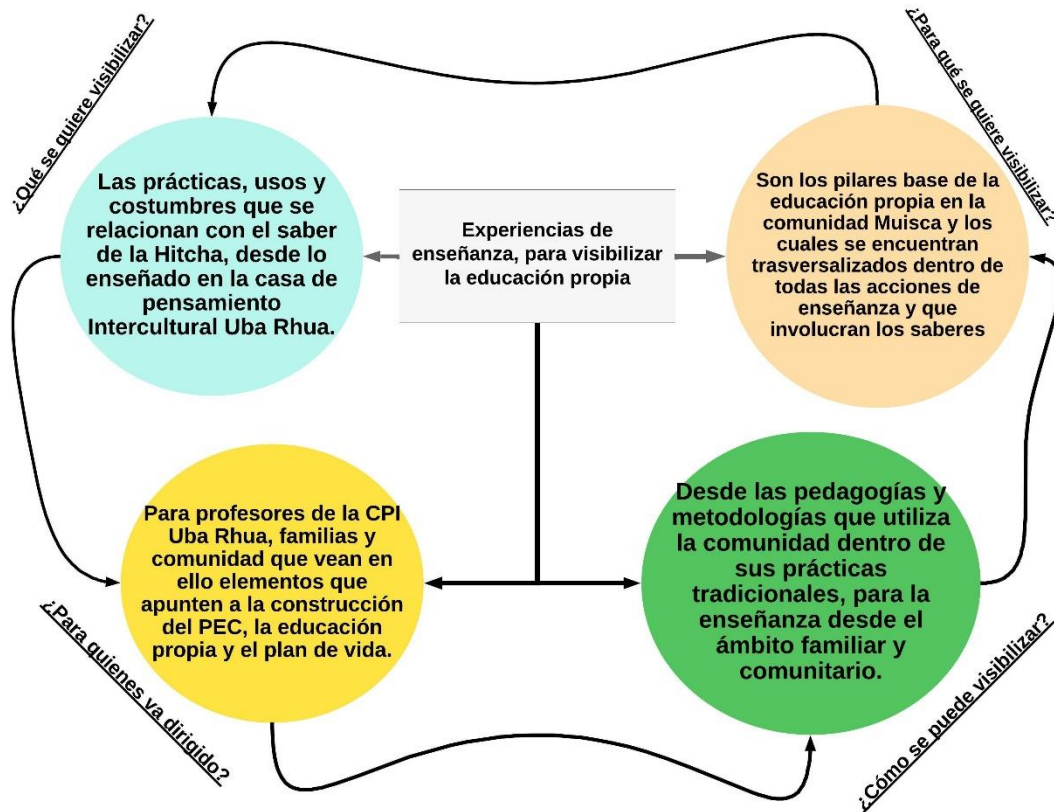 ¿Qué se quiere visibilizar?
Las prácticas, usos y
costumbres que se
relacionan con el saber
de la Hitcha, desde lo
enseñado en la casa de
pensamiento
Intercultural Uba Rhua.
Experiencias de
enseñanza, para visibilizar
la educación propia
¿Para qué se quiere visibilizar?
Son los pilares base de la
educación propia en la
comunidad Muisca y los
cuales se encuentran
trasversalizados dentro de
todas las acciones de
enseñanza y que
involucran los saberes
Para profesores de la CPI
Uba Rhua, familias y
comunidad que vean en
ello elementos que
apunten a la construcción
del PEC, la educación
propia y el plan de vida.
¿Para quienes va dirigido?
Desde las pedagogías y
metodologías que utiliza
la comunidad dentro de
sus prácticas
tradicionales, para la
enseñanza desde el
ámbito familiar y
comunitario.
¿Cómo se puede visibilizar?